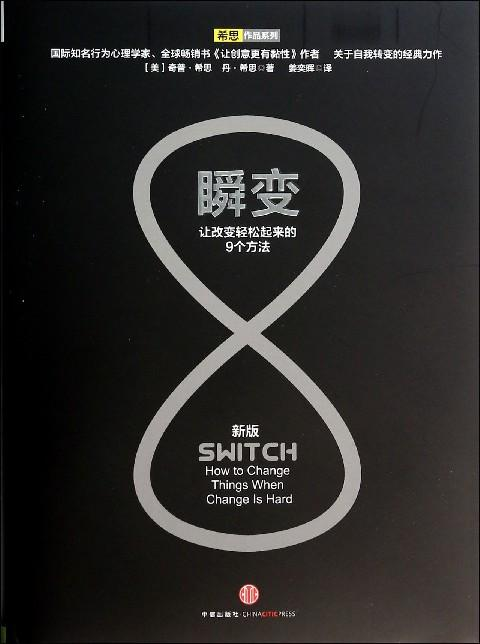 希思 作品系列
国际知名行为心理学家、全球畅销书《让创意更有黏性》作者 关于自我转变的经典力作
[美]奇普·希思 丹·希思◎著 姜奕晖◎译
瞬变
让改变轻松起来的
9个方法
新版
SWITCH
How to Change
Things When
Change Is Hard
中信出版社·CHINACITICPRESS